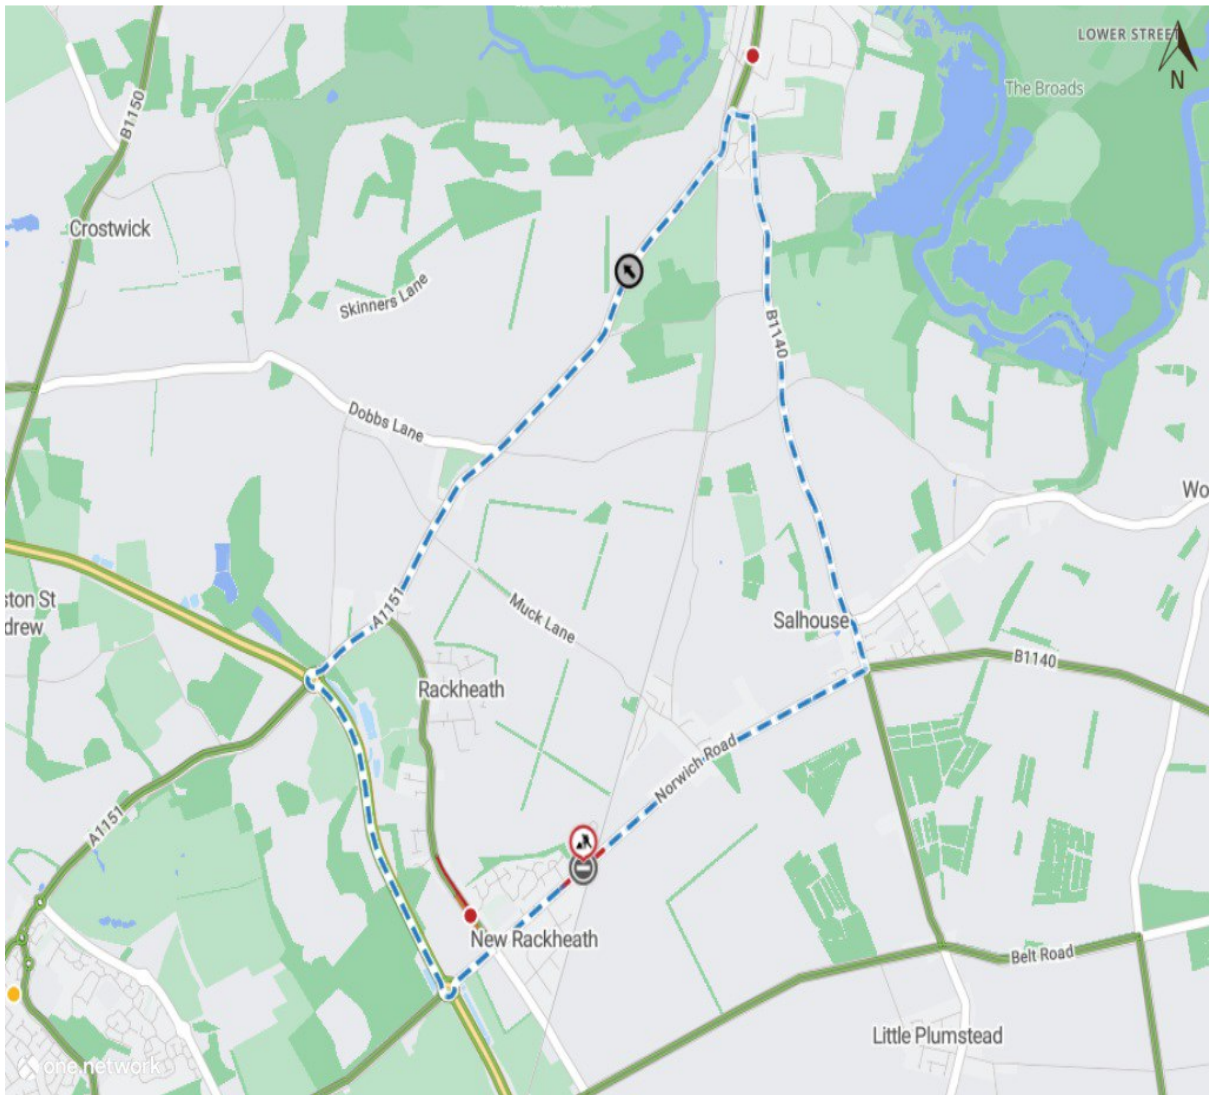 LOWER STREET
N
The Broads
B1150
Crostwick
Skinners Lane
B1140
Dobbs Lane
Wo
ston St
drew
A1151
Muck Lane
Salhouse
B1140
Rackheath
Norwich Road
A1151
New Rackheath
Belt Road
Little Plumstead
one.network